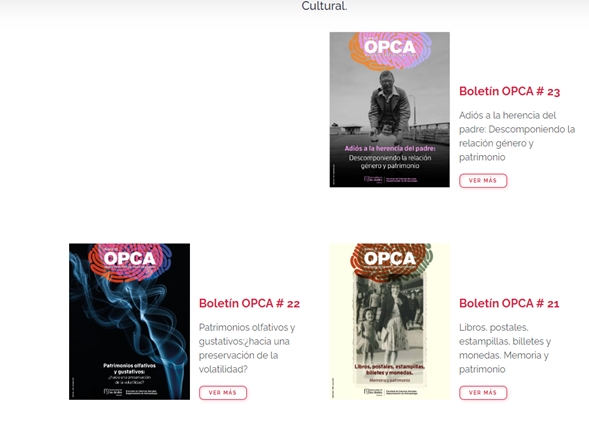 Cultural.
OPCA
Adiós a la herencia del padre:
Descomponiendo la relación
género y patrimonio
Boletín OPCA # 23
Adiós a la herencia del
padre: Descomponiendo la
relación género y
patrimonio
VER MÁS
OPCA
Patrimonios olfativos
y gustativos:
¿hacia una preservación
de la volatilidad?
Boletín OPCA # 22
Patrimonios olfativos y
gustativos:¿hacia una
preservación de la
volatilidad?
VER MÁS
OPCA
Libros, postales, estampillas,
billetes y monedas.
Memoria y patrimonio
Boletín OPCA # 21
Libros, postales,
estampillas, billetes y
monedas. Memoria y
patrimonio
VER MÁS